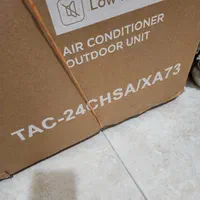 Low
AIR CONDITIONER
OUTDOOR UNIT
TAC-24CHSA/XA73